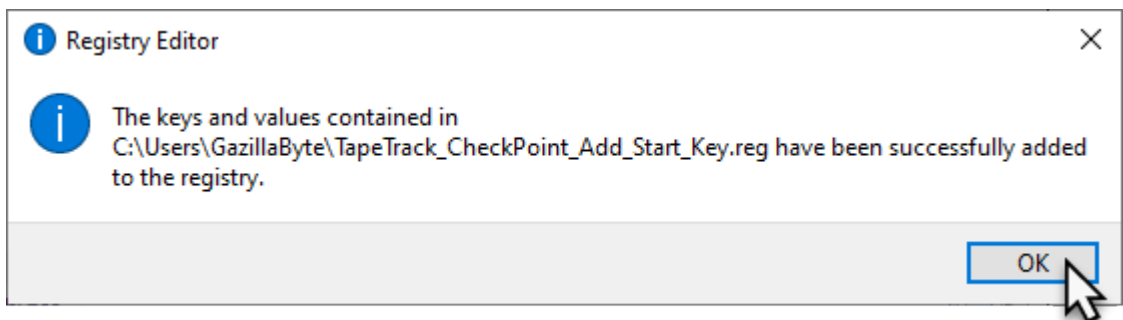 Registry Editor
The keys and values contained in
C:\Users\GazillaByte\TapeTrack_CheckPoint_Add_Start_Key.reg have been successfully added
to the registry.
OK